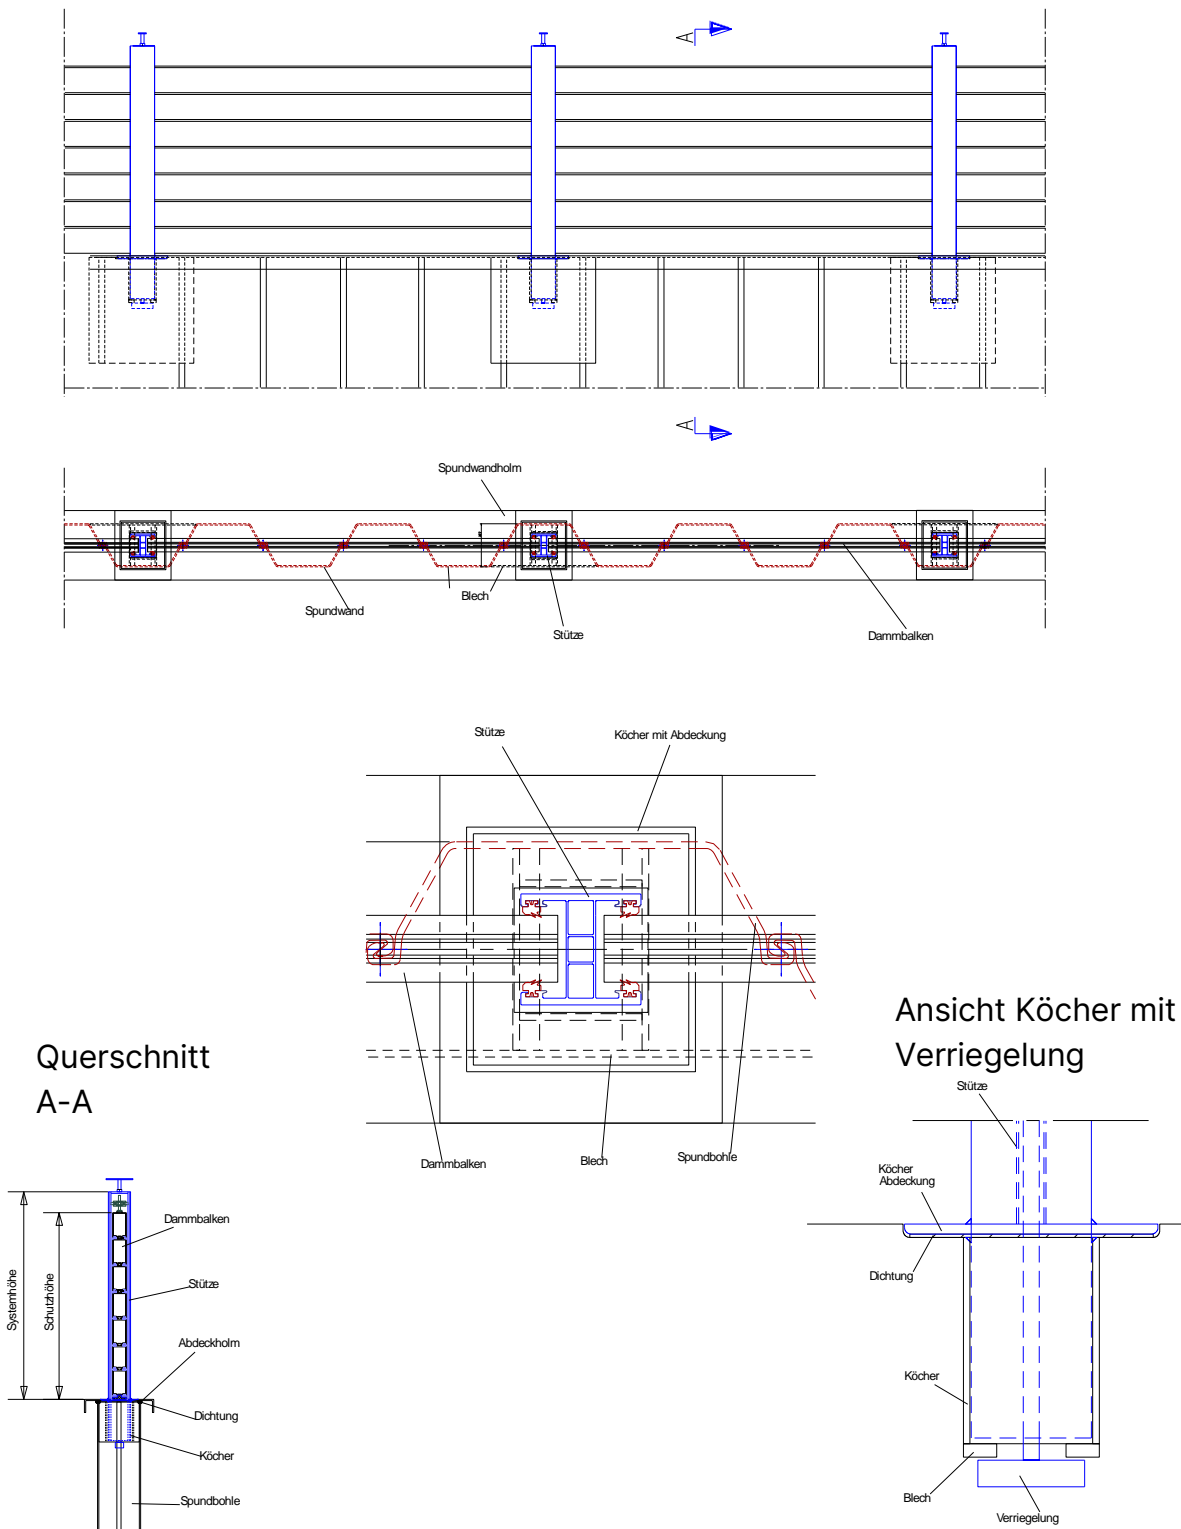 A
A
Spundwandholm
Blech
Spundwand
Stütze
Dammbalken
Stütze
Köcher mit Abdeckung
Dammbalken
Blech
Spundbohle
Querschnitt
A-A
Systemhöhe
Schutzhöhe
Dammbalken
Stütze
Abdeckholm
Dichtung
Köcher
Spundbohle
Ansicht Köcher mit
Verriegelung
Stütze
Köcher
Abdeckung
Dichtung
Köcher
Blech
Verriegelung